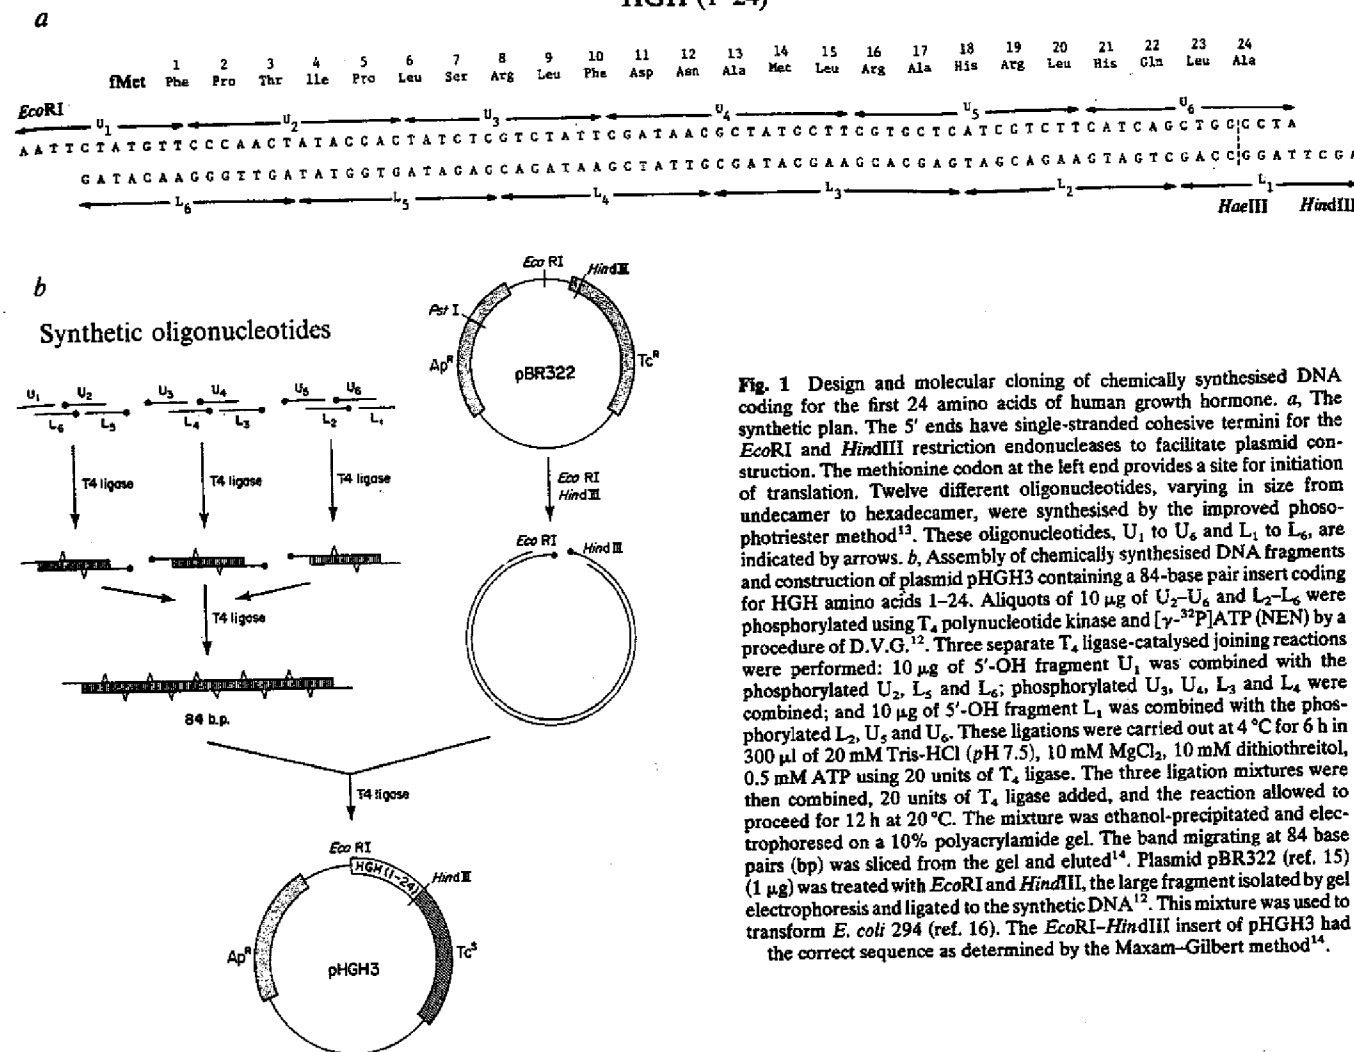 HGH (1–24)
a
1 2 3 4 5 6 7 8 9 10 11 12 13 14 15 16 17 18 19 20 21 22 23 24
fMet Phe Pro Thr Ile Pro Leu Ser Arg Leu Phe Asp Asn Ala Met Leu Arg Ala His Arg Leu His Gln Leu Ala
EcoRI
U1 U2 U3 U4 U5 U6
A A T T C T A T G T T C C C A A C T A T A C C A C T A T C T C G T C T A T T C G A T A A C G C T A T G C T T C G T G C T C A T C G T C T T C A T C A G C T G G C C T A
G A T A C A A G G G T T G A T A T G G T G A T A G A G C A G A T A A G C T A T T G C G A T A C G A A G C A C G A G T A G C A G A A G T A G T C G A C C G G A T T C G A
L6 L5 L4 L3 L2 L1
HaeIII HindIII
b
Synthetic oligonucleotides
U1 U2 U3 U4 U5 U6
L6 L5 L4 L3 L2 L1
T4 ligase T4 ligase T4 ligase
T4 ligase
84 b.p.
Eco RI
HindIII
Pst I
ApR
TcR
pBR322
Eco RI
HindIII
Eco RI
HindIII
T4 ligase
Eco RI
HGH(1-24)
HindIII
ApR
TcS
pHGH3
Fig. 1 Design and molecular cloning of chemically synthesised DNA
coding for the first 24 amino acids of human growth hormone. a, The
synthetic plan. The 5′ ends have single-stranded cohesive termini for the
EcoRI and HindIII restriction endonucleases to facilitate plasmid con-
struction. The methionine codon at the left end provides a site for initiation
of translation. Twelve different oligonucleotides, varying in size from
undecamer to hexadecamer, were synthesised by the improved phoso-
photriester method13. These oligonucleotides, U1 to U6 and L1 to L6, are
indicated by arrows. b, Assembly of chemically synthesised DNA fragments
and construction of plasmid pHGH3 containing a 84-base pair insert coding
for HGH amino acids 1–24. Aliquots of 10 μg of U2–U6 and L2–L6 were
phosphorylated using T4 polynucleotide kinase and [γ-32P]ATP (NEN) by a
procedure of D.V.G.12. Three separate T4 ligase-catalysed joining reactions
were performed: 10 μg of 5′-OH fragment U1 was combined with the
phosphorylated U2, L5 and L6; phosphorylated U3, U4, L3 and L4 were
combined; and 10 μg of 5′-OH fragment L1 was combined with the phos-
phorylated L2, U5 and U6. These ligations were carried out at 4 °C for 6 h in
300 μl of 20 mM Tris-HCl (pH 7.5), 10 mM MgCl2, 10 mM dithiothreitol,
0.5 mM ATP using 20 units of T4 ligase. The three ligation mixtures were
then combined, 20 units of T4 ligase added, and the reaction allowed to
proceed for 12 h at 20 °C. The mixture was ethanol-precipitated and elec-
trophoresed on a 10% polyacrylamide gel. The band migrating at 84 base
pairs (bp) was sliced from the gel and eluted14. Plasmid pBR322 (ref. 15)
(1 μg) was treated with EcoRI and HindIII, the large fragment isolated by gel
electrophoresis and ligated to the synthetic DNA12. This mixture was used to
transform E. coli 294 (ref. 16). The EcoRI–HindIII insert of pHGH3 had
the correct sequence as determined by the Maxam–Gilbert method14.